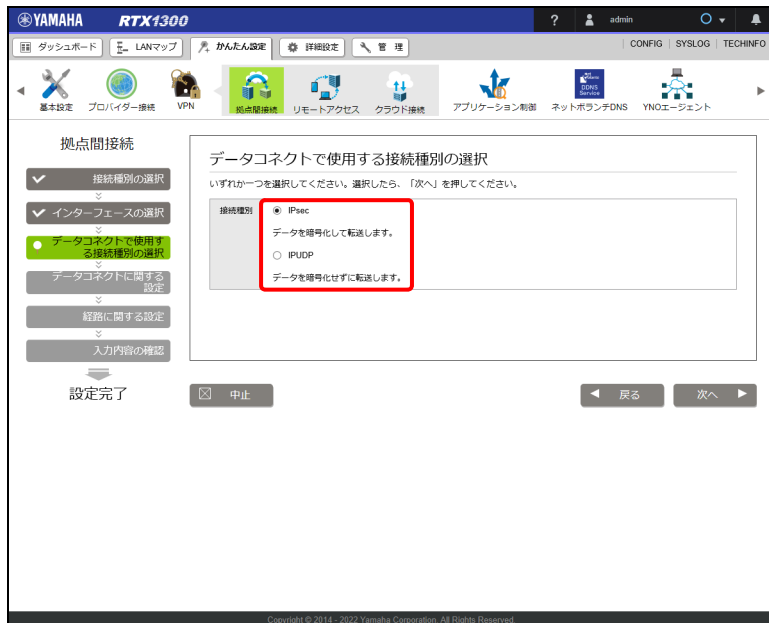 YAMAHA RTX1300
? admin
ダッシュボード LANマップ かんたん設定 詳細設定 管 理 CONFIG SYSLOG TECHINFO
基本設定 プロバイダー接続 VPN 拠点間接続 リモートアクセス クラウド接続 アプリケーション制御 ネットボランチDNS YNOエージェント
DDNS
Service
拠点間接続
接続種別の選択
インターフェースの選択
データコネクトで使用す
る接続種別の選択
データコネクトに関する
設定
経路に関する設定
入力内容の確認
設定完了
データコネクトで使用する接続種別の選択
いずれか一つを選択してください。選択したら、「次へ」を押してください。
接続種別 IPsec
データを暗号化して転送します。
IPUDP
データを暗号化せずに転送します。
中止 戻る 次へ
Copyright © 2014 - 2022 Yamaha Corporation. All Rights Reserved.